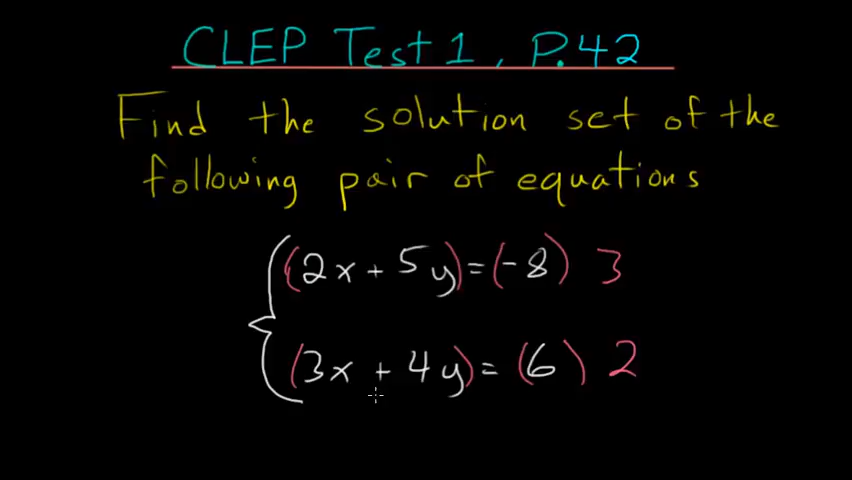 CLEP Test 1, P.42
Find the solution set of the
following pair of equations
(2x + 5y) = (-8) 3
(3x + 4y) = (6) 2